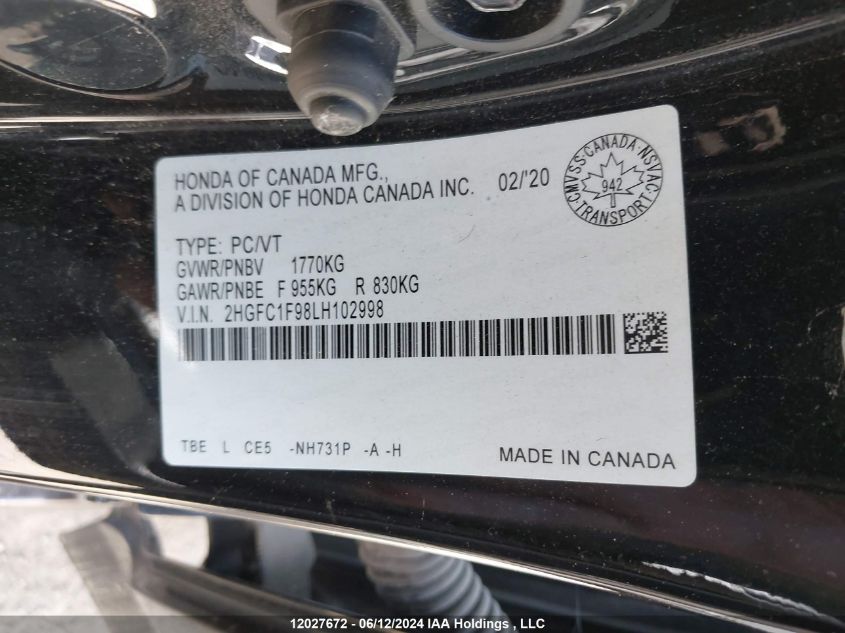 HONDA OF CANADA MFG.,
A DIVISION OF HONDA CANADA INC. 02/'20
CMVSS·CANADA·NSVAC·TRANSPORT·
942
TYPE: PC/VT
GVWR/PNBV 1770KG
GAWR/PNBE F 955KG R 830KG
V.I.N. 2HGFC1F98LH102998
TBE L CE5 -NH731P -A -H
MADE IN CANADA
12027672 - 06/12/2024 IAA Holdings, LLC